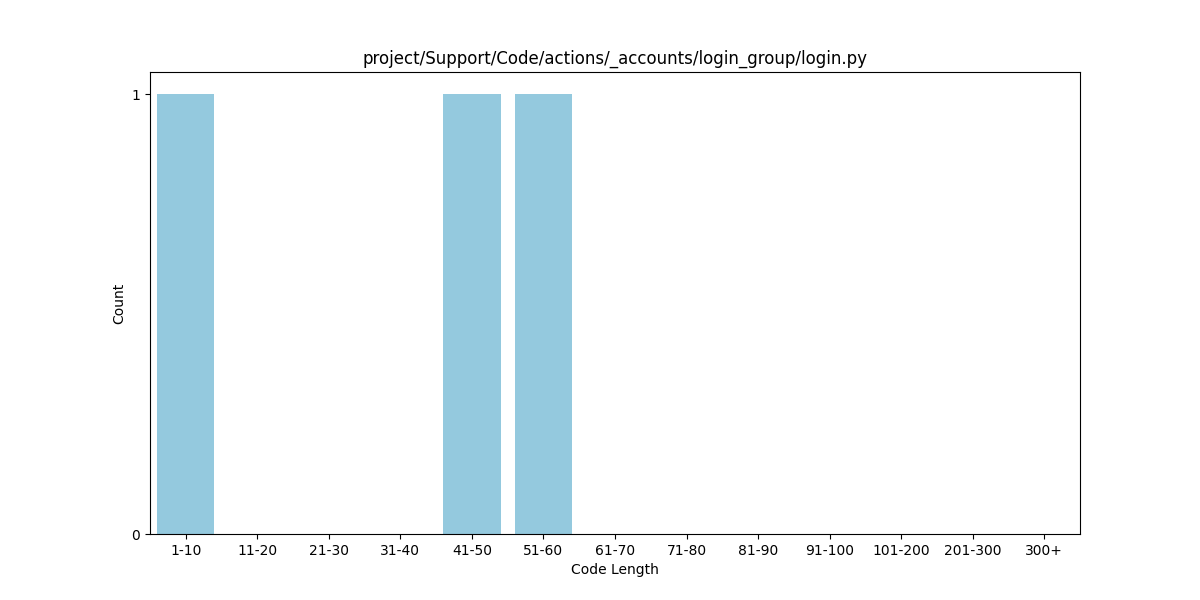 project/Support/Code/actions/_accounts/login_group/login.py
1
Count
0
1-10 11-20 21-30 31-40 41-50 51-60 61-70 71-80 81-90 91-100 101-200 201-300 300+
Code Length